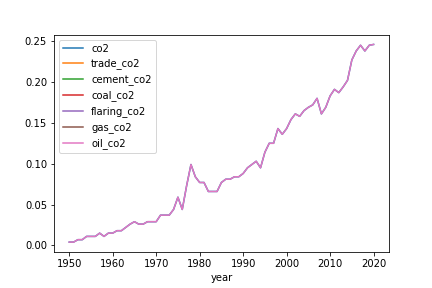 0.25
0.20
0.15
0.10
0.05
0.00
co2
trade_co2
cement_co2
coal_co2
flaring_co2
gas_co2
oil_co2
1950 1960 1970 1980 1990 2000 2010 2020
year